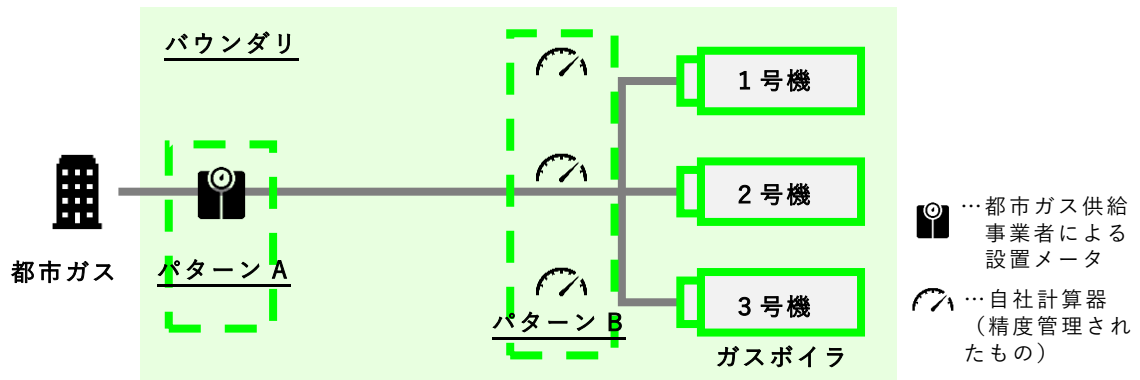 バウンダリ
1号機
2号機
3号機
ガスボイラ
都市ガス
パターンA
パターンB
…都市ガス供給
事業者による
設置メータ
…自社計算器
(精度管理され
たもの)